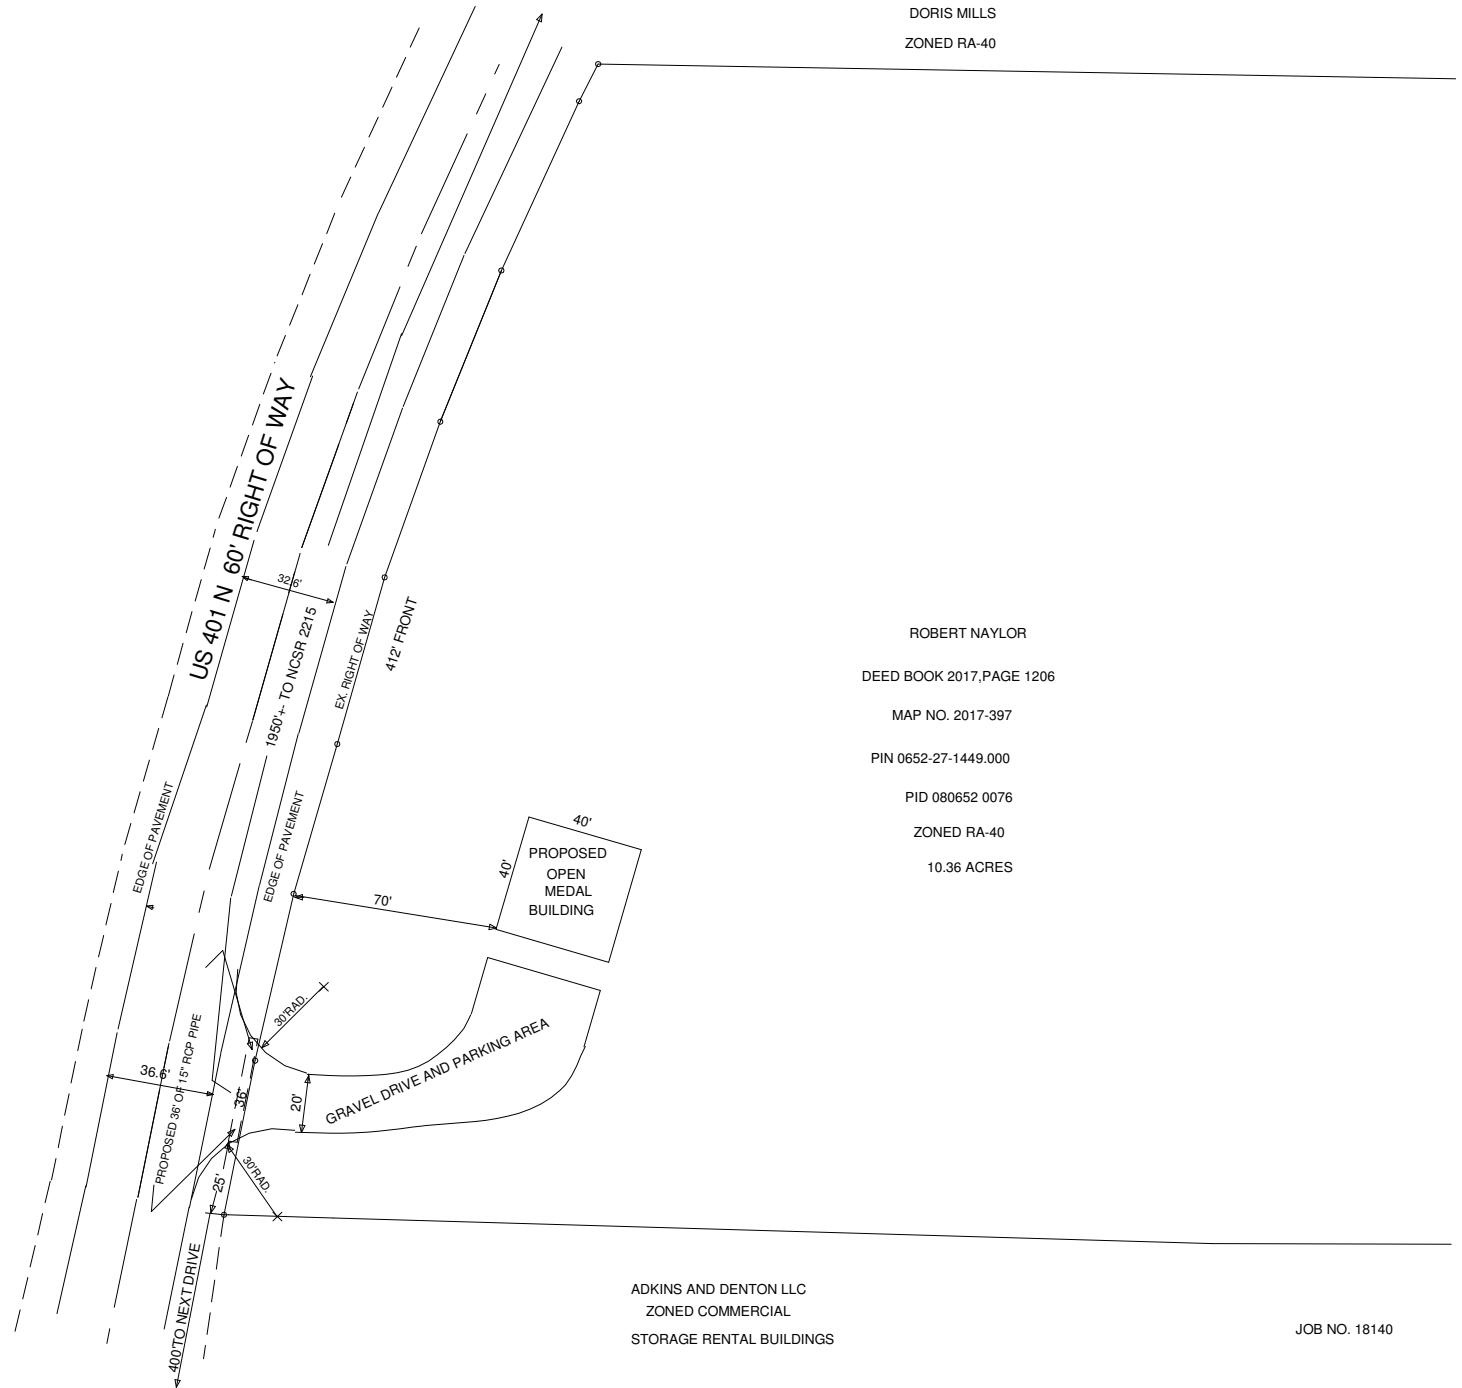 DORIS MILLS
ZONED RA-40
US 401 N 60' RIGHT OF WAY
32.6'
1950'+- TO NCSR 2215
EX. RIGHT OF WAY
412' FRONT
ROBERT NAYLOR
DEED BOOK 2017,PAGE 1206
MAP NO. 2017-397
PIN 0652-27-1449.000
PID 080652 0076
ZONED RA-40
10.36 ACRES
EDGE OF PAVEMENT
EDGE OF PAVEMENT
40'
40'
PROPOSED
OPEN
MEDAL
BUILDING
70'
30'RAD.
PROPOSED 36' OF 15" RCP PIPE
36.6'
36'
20'
GRAVEL DRIVE AND PARKING AREA
30'RAD.
25'
400'TO NEXT DRIVE
ADKINS AND DENTON LLC
ZONED COMMERCIAL
STORAGE RENTAL BUILDINGS
JOB NO. 18140